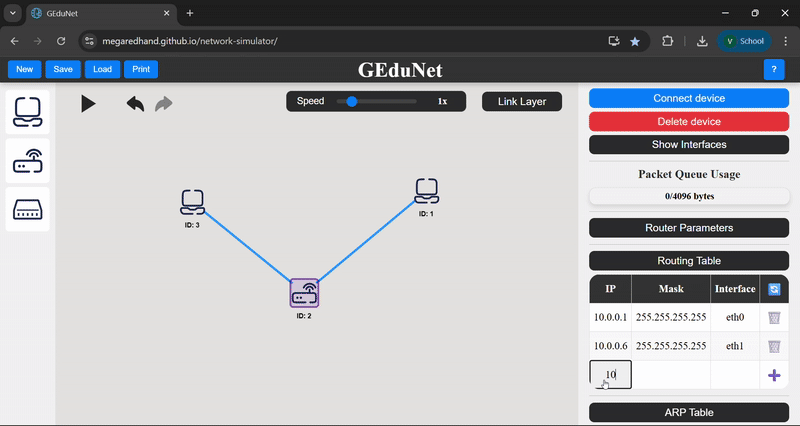 GEduNet
megaredhand.github.io/network-simulator/
V School
New Save Load Print
GEduNet
?
Speed 1x
Link Layer
Connect device
Delete device
Show Interfaces
Packet Queue Usage
0/4096 bytes
Router Parameters
Routing Table
IP Mask Interface
10.0.0.1 255.255.255.255 eth0
10.0.0.6 255.255.255.255 eth1
10
ARP Table
ID: 3
ID: 1
ID: 2